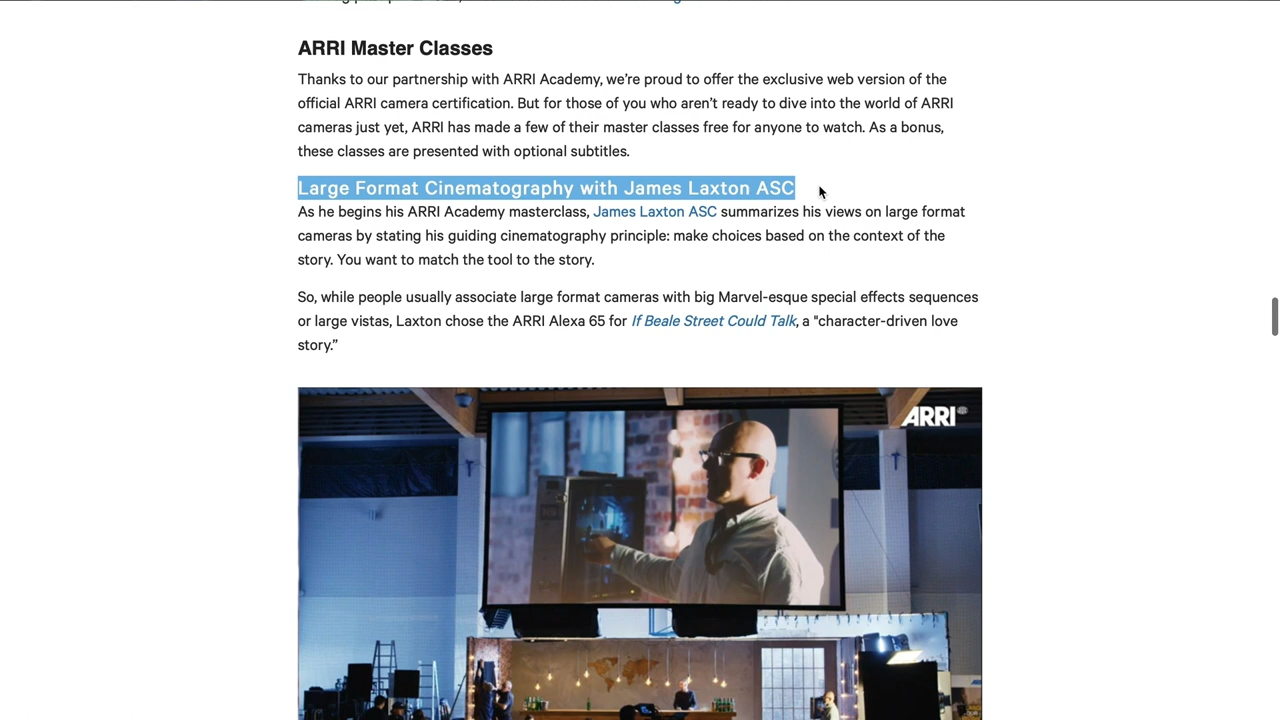 ARRI Master Classes
Thanks to our partnership with ARRI Academy, we’re proud to offer the exclusive web version of the
official ARRI camera certification. But for those of you who aren’t ready to dive into the world of ARRI
cameras just yet, ARRI has made a few of their master classes free for anyone to watch. As a bonus,
these classes are presented with optional subtitles.
Large Format Cinematography with James Laxton ASC
As he begins his ARRI Academy masterclass, James Laxton ASC summarizes his views on large format
cameras by stating his guiding cinematography principle: make choices based on the context of the
story. You want to match the tool to the story.
So, while people usually associate large format cameras with big Marvel-esque special effects sequences
or large vistas, Laxton chose the ARRI Alexa 65 for If Beale Street Could Talk, a "character-driven love
story.”
ARRI